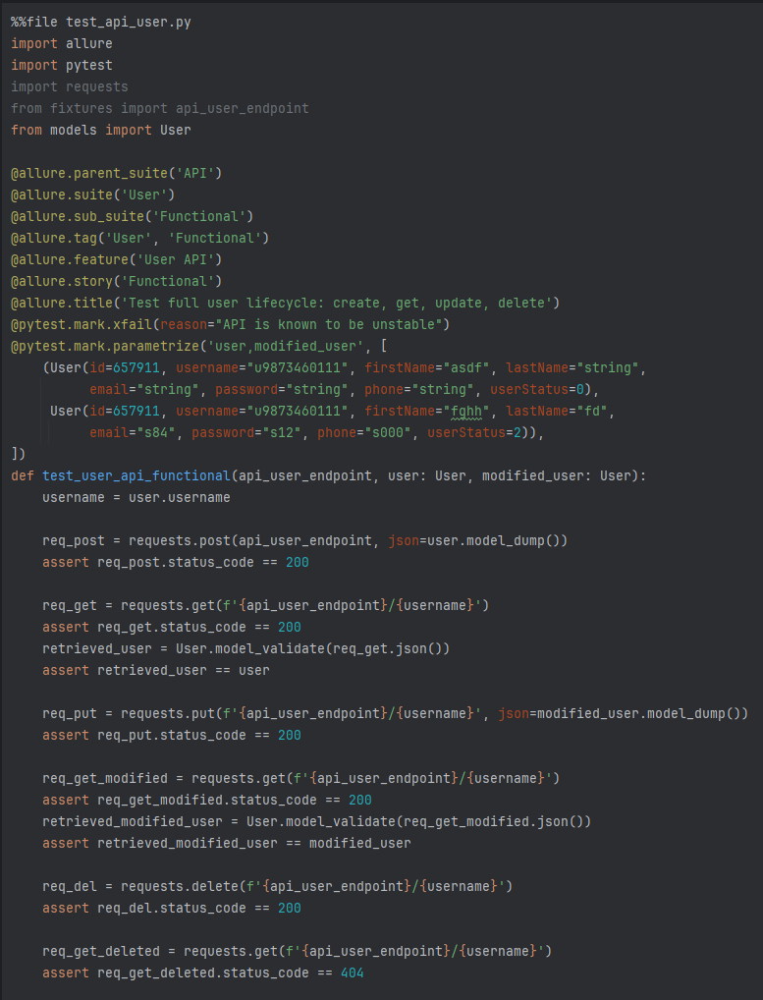 %%file test_api_user.py
import allure
import pytest
import requests
from fixtures import api_user_endpoint
from models import User

@allure.parent_suite('API')
@allure.suite('User')
@allure.sub_suite('Functional')
@allure.tag('User', 'Functional')
@allure.feature('User API')
@allure.story('Functional')
@allure.title('Test full user lifecycle: create, get, update, delete')
@pytest.mark.xfail(reason="API is known to be unstable")
@pytest.mark.parametrize('user,modified_user', [
    (User(id=657911, username="u9873460111", firstName="asdf", lastName="string",
          email="string", password="string", phone="string", userStatus=0),
     User(id=657911, username="u9873460111", firstName="fghh", lastName="fd",
          email="s84", password="s12", phone="s000", userStatus=2)),
])
def test_user_api_functional(api_user_endpoint, user: User, modified_user: User):
    username = user.username

    req_post = requests.post(api_user_endpoint, json=user.model_dump())
    assert req_post.status_code == 200

    req_get = requests.get(f'{api_user_endpoint}/{username}')
    assert req_get.status_code == 200
    retrieved_user = User.model_validate(req_get.json())
    assert retrieved_user == user

    req_put = requests.put(f'{api_user_endpoint}/{username}', json=modified_user.model_dump())
    assert req_put.status_code == 200

    req_get_modified = requests.get(f'{api_user_endpoint}/{username}')
    assert req_get_modified.status_code == 200
    retrieved_modified_user = User.model_validate(req_get_modified.json())
    assert retrieved_modified_user == modified_user

    req_del = requests.delete(f'{api_user_endpoint}/{username}')
    assert req_del.status_code == 200

    req_get_deleted = requests.get(f'{api_user_endpoint}/{username}')
    assert req_get_deleted.status_code == 404